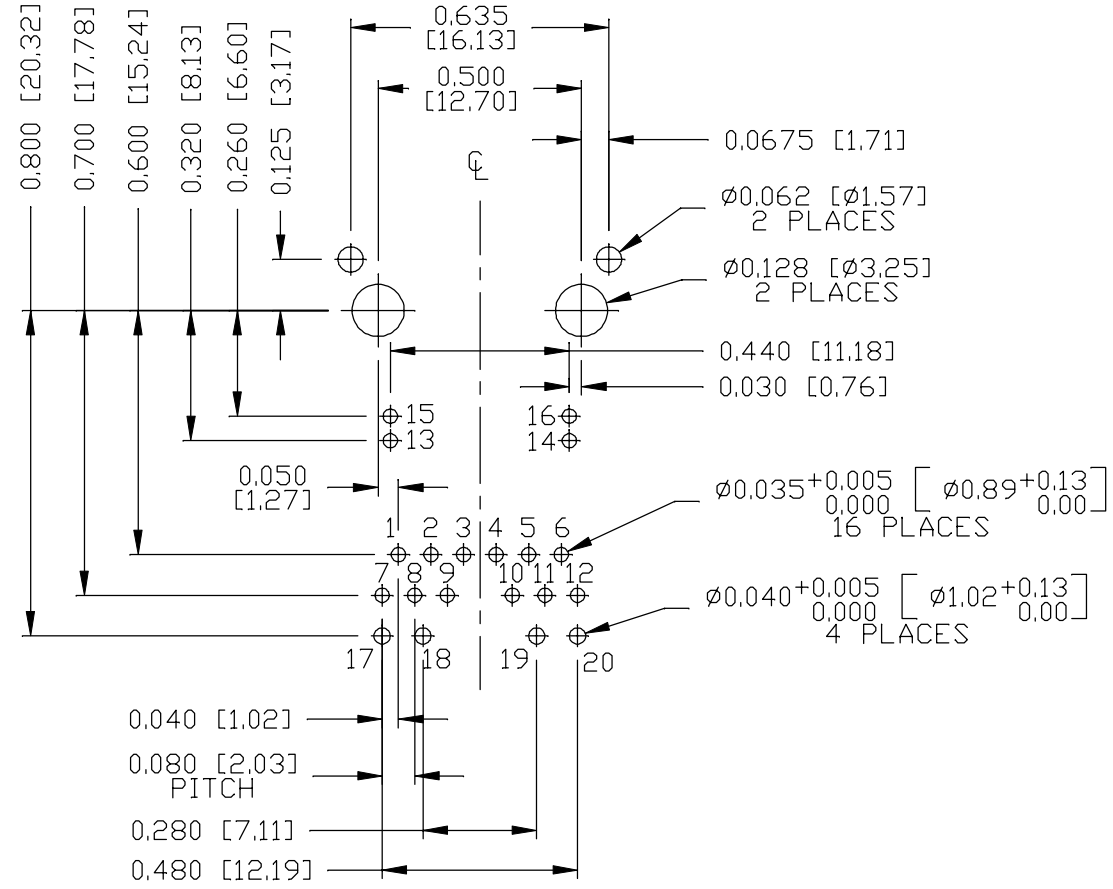 0.800 [20.32]
0.700 [17.78]
0.600 [15.24]
0.320 [8.13]
0.260 [6.60]
0.125 [3.17]
0.635
[16.13]
0.500
[12.70]
℄
0.0675 [1.71]
Ø0.062 [Ø1.57]
2 PLACES
Ø0.128 [Ø3.25]
2 PLACES
0.440 [11.18]
0.030 [0.76]
15 16
13 14
0.050
[1.27]
Ø0.035+0.005 0.000 [Ø0.89+0.13 0.00]
16 PLACES
1 2 3 4 5 6
7 8 9 10 11 12
Ø0.040+0.005 0.000 [Ø1.02+0.13 0.00]
4 PLACES
17 18 19 20
0.040 [1.02]
0.080 [2.03]
PITCH
0.280 [7.11]
0.480 [12.19]